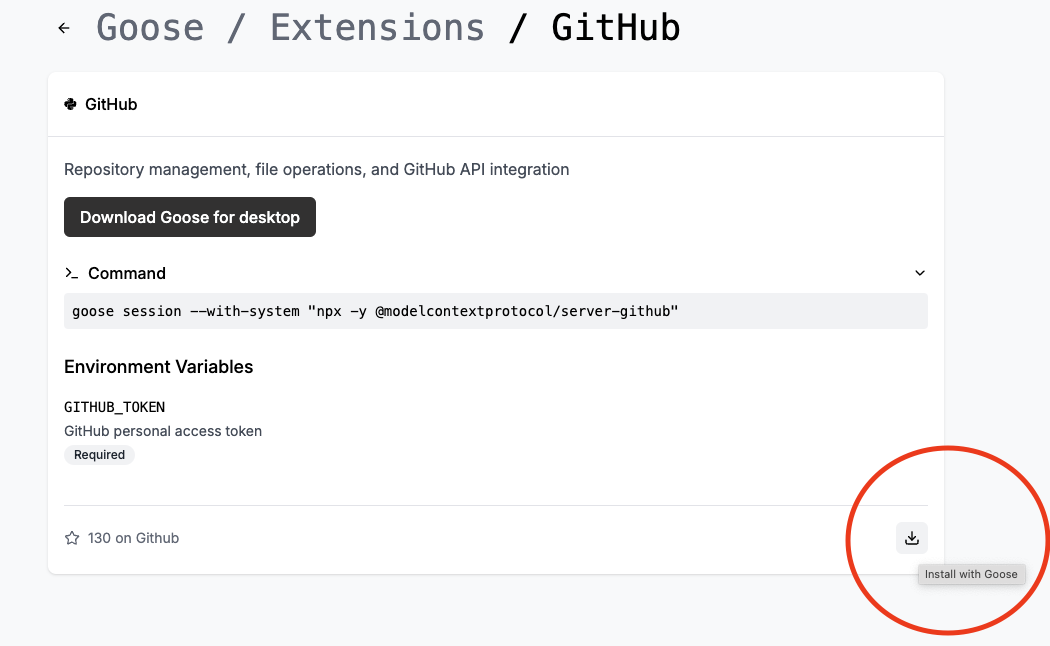 ← Goose / Extensions / GitHub
GitHub
Repository management, file operations, and GitHub API integration
Download Goose for desktop
>_ Command
goose session --with-system "npx -y @modelcontextprotocol/server-github"
Environment Variables
GITHUB_TOKEN
GitHub personal access token
Required
130 on Github
Install with Goose